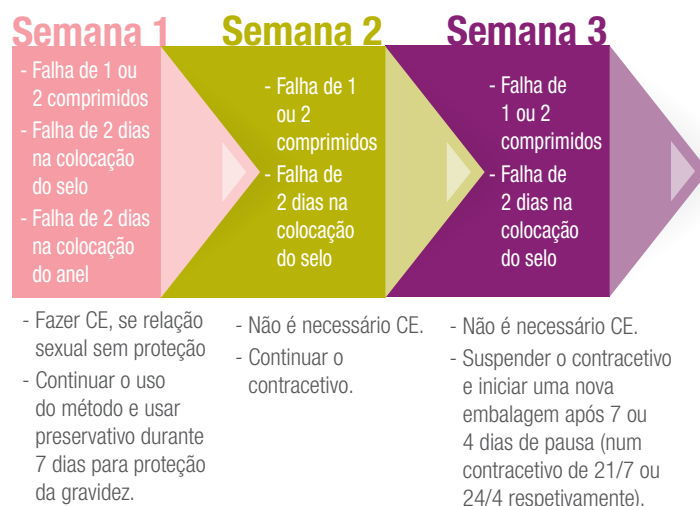 Semana 1
- Falha de 1 ou
2 comprimidos
- Falha de 2 dias
na colocação
do selo
- Falha de 2 dias
na colocação
do anel
- Fazer CE, se relação
sexual sem proteção
- Continuar o uso
do método e usar
preservativo durante
7 dias para proteção
da gravidez.
Semana 2
- Falha de 1
ou 2
comprimidos
- Falha de
2 dias na
colocação
do selo
- Não é necessário CE.
- Continuar o
contracetivo.
Semana 3
- Falha de
1 ou 2
comprimidos
- Falha de
2 dias na
colocação
do selo
- Não é necessário CE.
- Suspender o contracetivo
e iniciar uma nova
embalagem após 7 ou
4 dias de pausa (num
contracetivo de 21/7 ou
24/4 respetivamente).